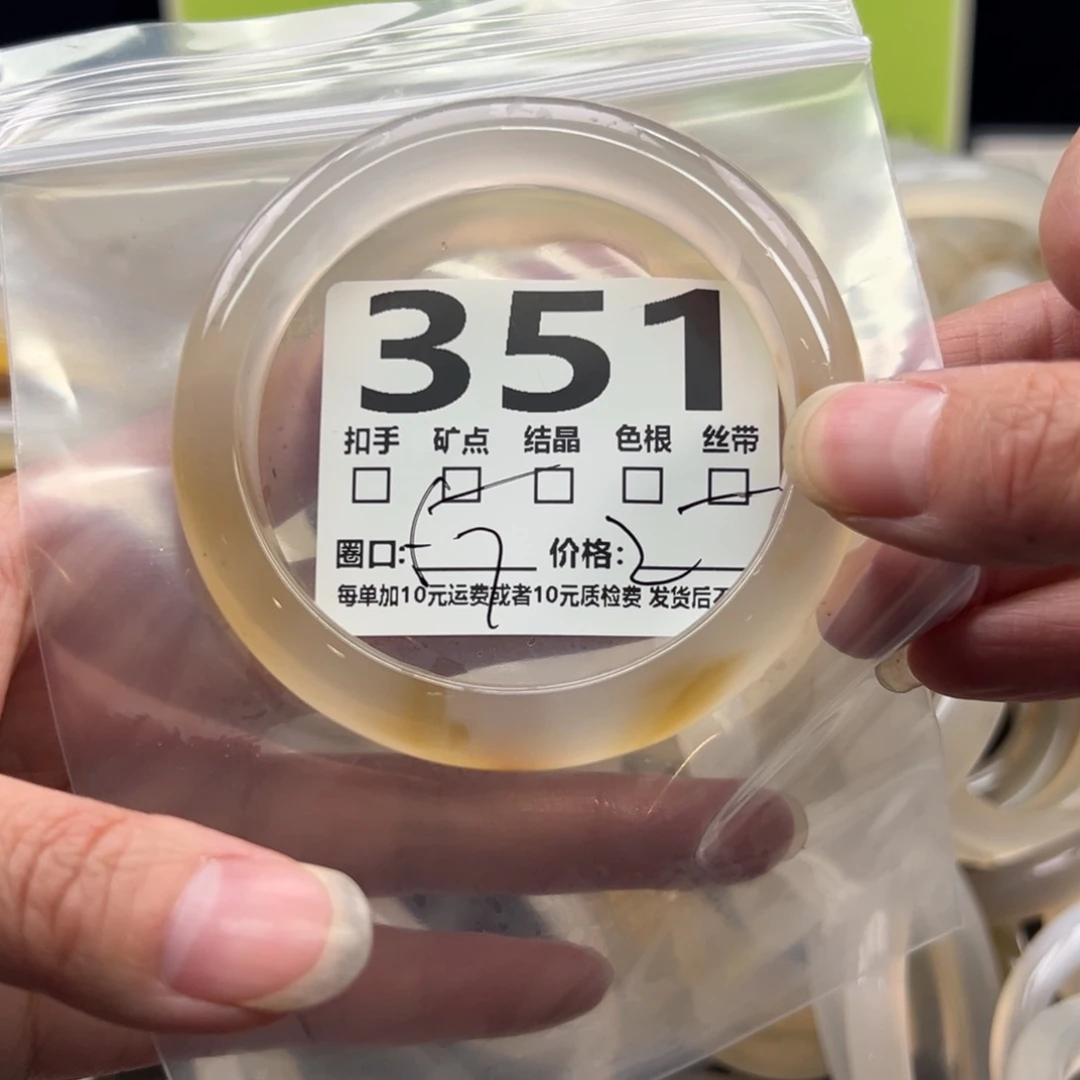 351
扣手 矿点 结晶 色根 丝带
圈口: 57 价格:
每单加10元运费或者10元质检费 发货后不